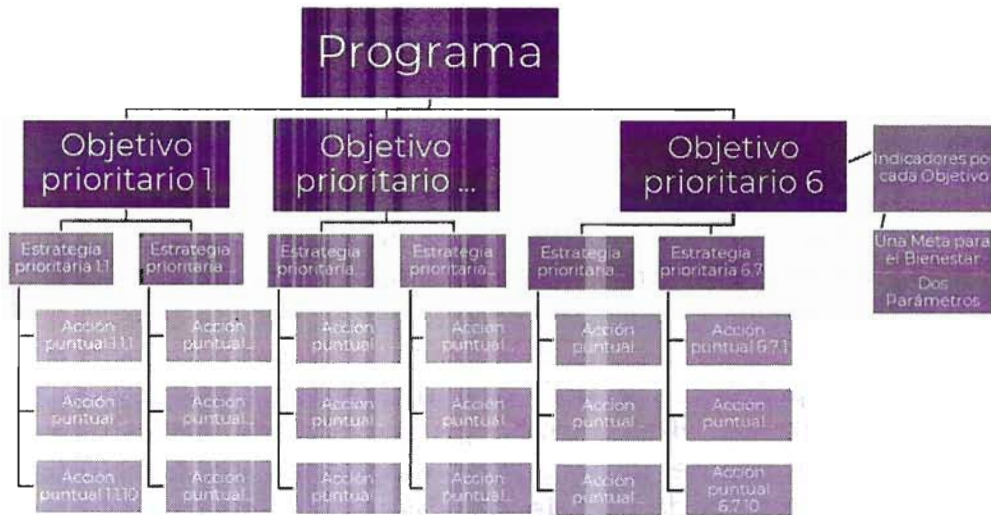 Programa
Objetivo
prioritario 1
Objetivo
prioritario ...
Objetivo
prioritario 6
Indicadores po
cada Objetivo
Estrategia
prioritaria 1.1
Estrategia
prioritaria...
Estrategia
prioritaria...
Estrategia
prioritaria...
Estrategia
prioritaria...
Estrategia
prioritaria 6.7
Una Meta para
el Bienestar
Dos
Parámetros
Acción
puntual 1.1.1
Acción
puntual...
Acción
puntual...
Acción
puntual...
Acción
puntual...
Acción
puntual 6.7.1
Acción
puntual...
Acción
puntual...
Acción
puntual...
Acción
puntual...
Acción
puntual...
Acción
puntual...
Acción
puntual 1.1.10
Acción
puntual...
Acción
puntual...
Acción
puntual...
Acción
puntual...
Acción
puntual
6.7.10